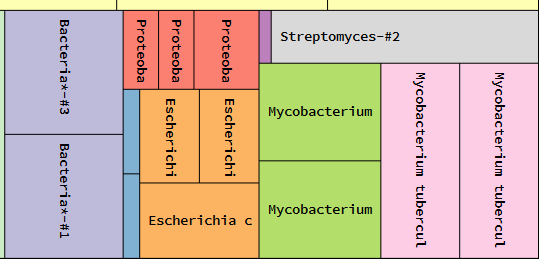 Bacteria*-#3
Bacteria*-#1
Proteoba
Proteoba
Proteoba
Escherichi
Escherichi
Escherichia c
Streptomyces-#2
Mycobacterium
Mycobacterium
Mycobacterium tubercul
Mycobacterium tubercul